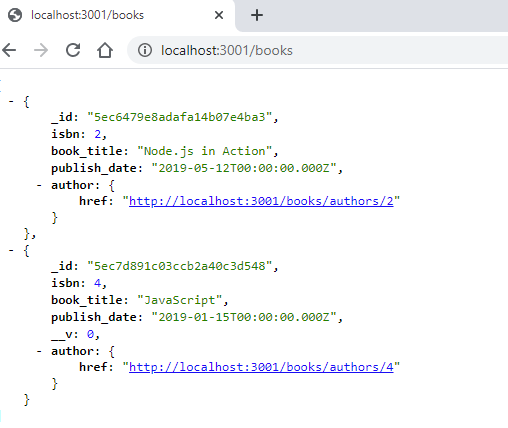 localhost:3001/books
localhost:3001/books
[
- {
_id: "5ec6479e8adafa14b07e4ba3",
isbn: 2,
book_title: "Node.js in Action",
publish_date: "2019-05-12T00:00:00.000Z",
- author: {
href: "http://localhost:3001/books/authors/2"
}
},
- {
_id: "5ec7d891c03ccb2a40c3d548",
isbn: 4,
book_title: "JavaScript",
publish_date: "2019-01-15T00:00:00.000Z",
__v: 0,
- author: {
href: "http://localhost:3001/books/authors/4"
}
}
]